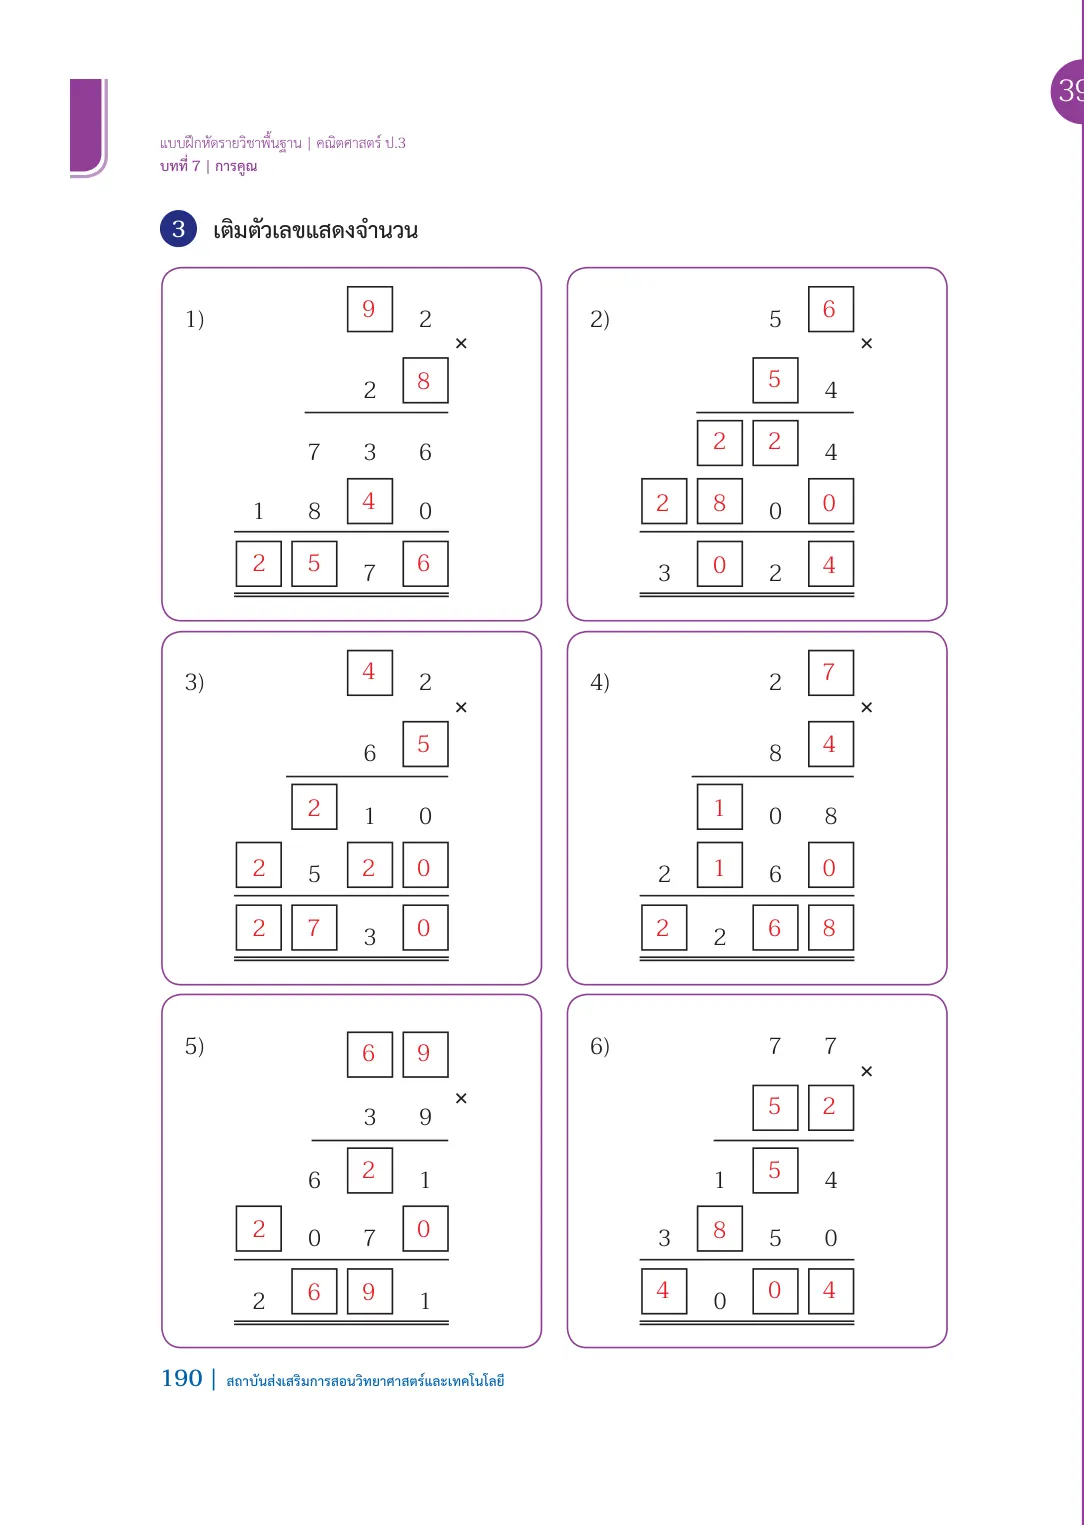 39
แบบฝึกหัดรายวิชาพื้นฐาน | คณิตศาสตร์ ป.3
บทที่ 7 | การคูณ
3 เติมตัวเลขแสดงจำนวน
1)
9 2
×
2 8
7 3 6
1 8 4 0
2 5 7 6
2)
5 6
×
5 4
2 2 4
2 8 0 0
3 0 2 4
3)
4 2
×
6 5
2 1 0
2 5 2 0
2 7 3 0
4)
2 7
×
8 4
1 0 8
2 1 6 0
2 2 6 8
5)
6 9
×
3 9
6 2 1
2 0 7 0
2 6 9 1
6)
7 7
×
5 2
1 5 4
3 8 5 0
4 0 0 4
190 | สถาบันส่งเสริมการสอนวิทยาศาสตร์และเทคโนโลยี